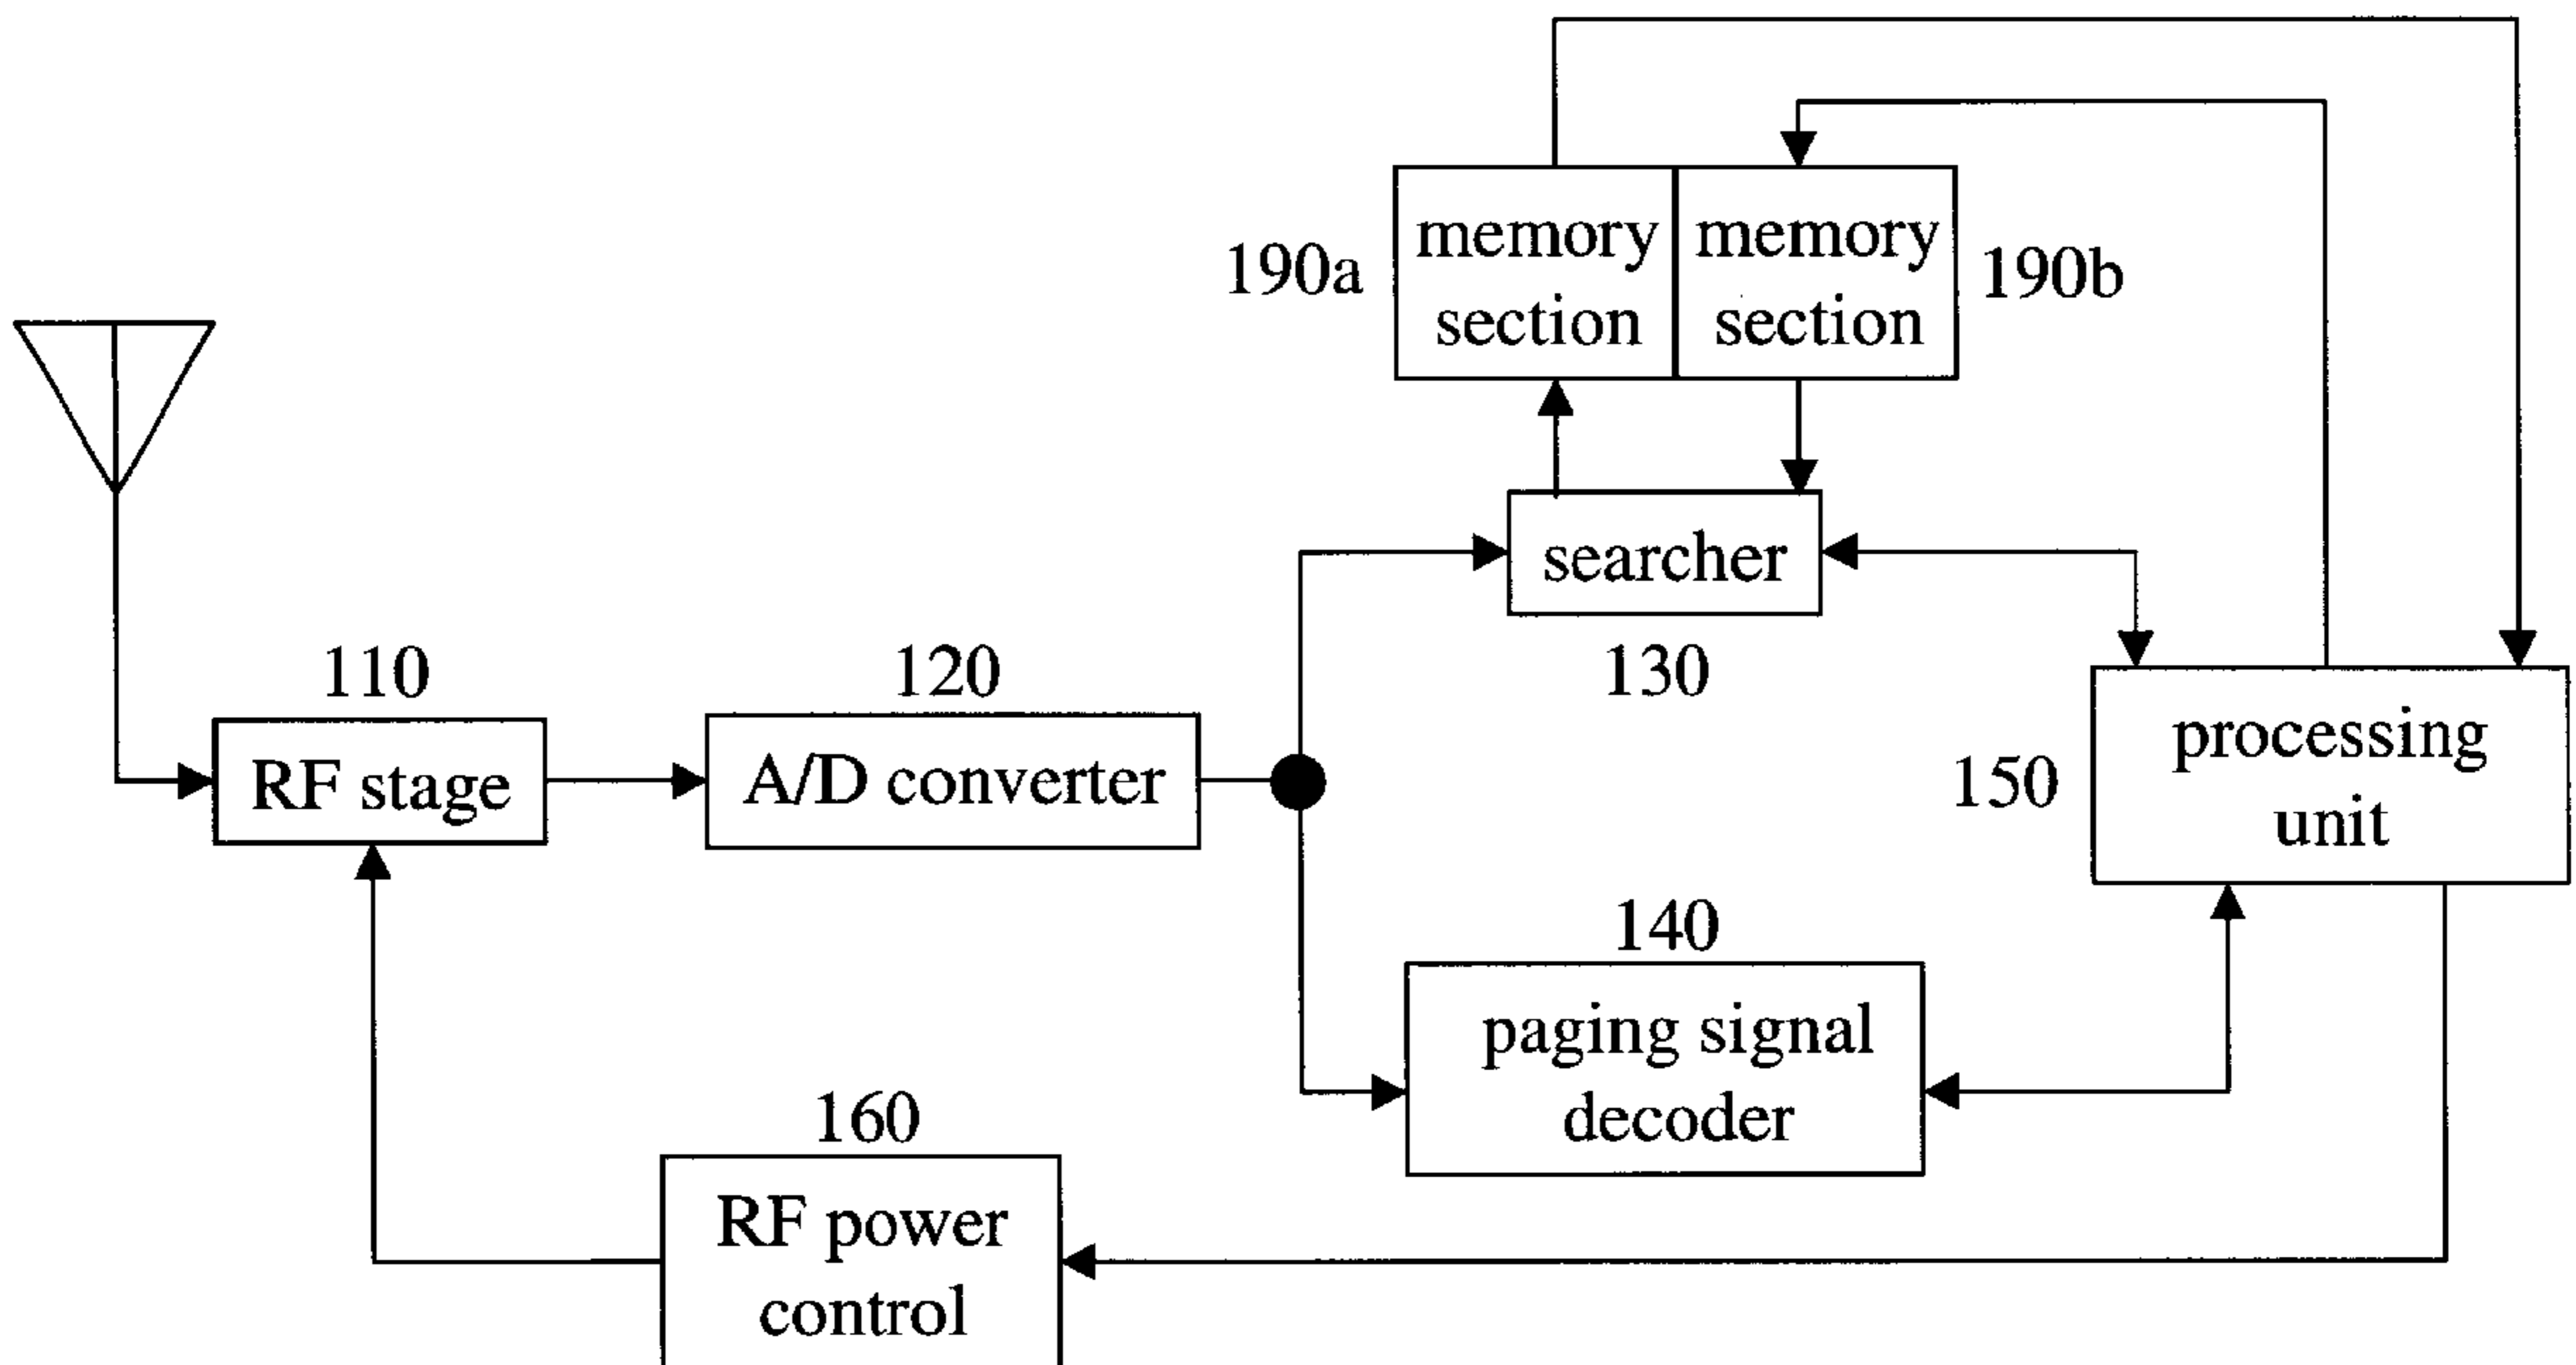 190a
memory
section
memory
section
190b
searcher
130
110
RF stage
120
A/D converter
150
processing
unit
140
paging signal
decoder
160
RF power
control